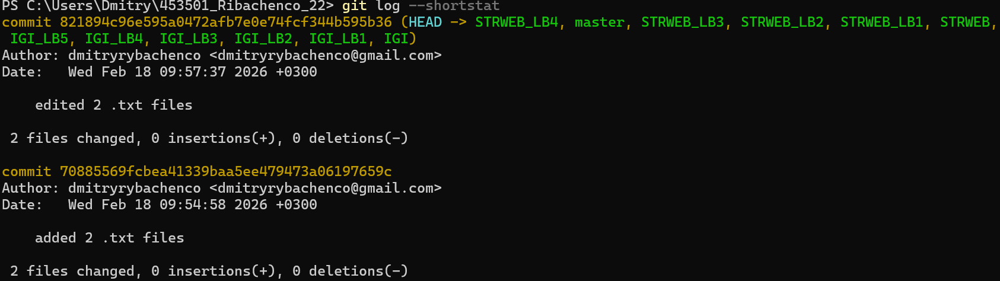 PS C:\Users\Dmitry\453501_Ribachenco_22> git log --shortstat
commit 821894c96e595a0472afb7e0e74fcf344b595b36 (HEAD -> STRWEB_LB4, master, STRWEB_LB3, STRWEB_LB2, STRWEB_LB1, STRWEB,
IGI_LB5, IGI_LB4, IGI_LB3, IGI_LB2, IGI_LB1, IGI)
Author: dmitryrybachenco <dmitryrybachenco@gmail.com>
Date:   Wed Feb 18 09:57:37 2026 +0300
edited 2 .txt files
2 files changed, 0 insertions(+), 0 deletions(-)
commit 70885569fcbea41339baa5ee479473a06197659c
Author: dmitryrybachenco <dmitryrybachenco@gmail.com>
Date:   Wed Feb 18 09:54:58 2026 +0300
added 2 .txt files
2 files changed, 0 insertions(+), 0 deletions(-)